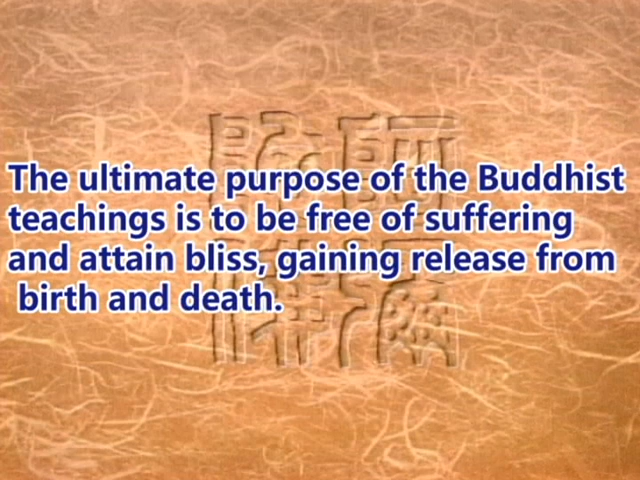 The ultimate purpose of the Buddhist
teachings is to be free of suffering
and attain bliss, gaining release from
birth and death.